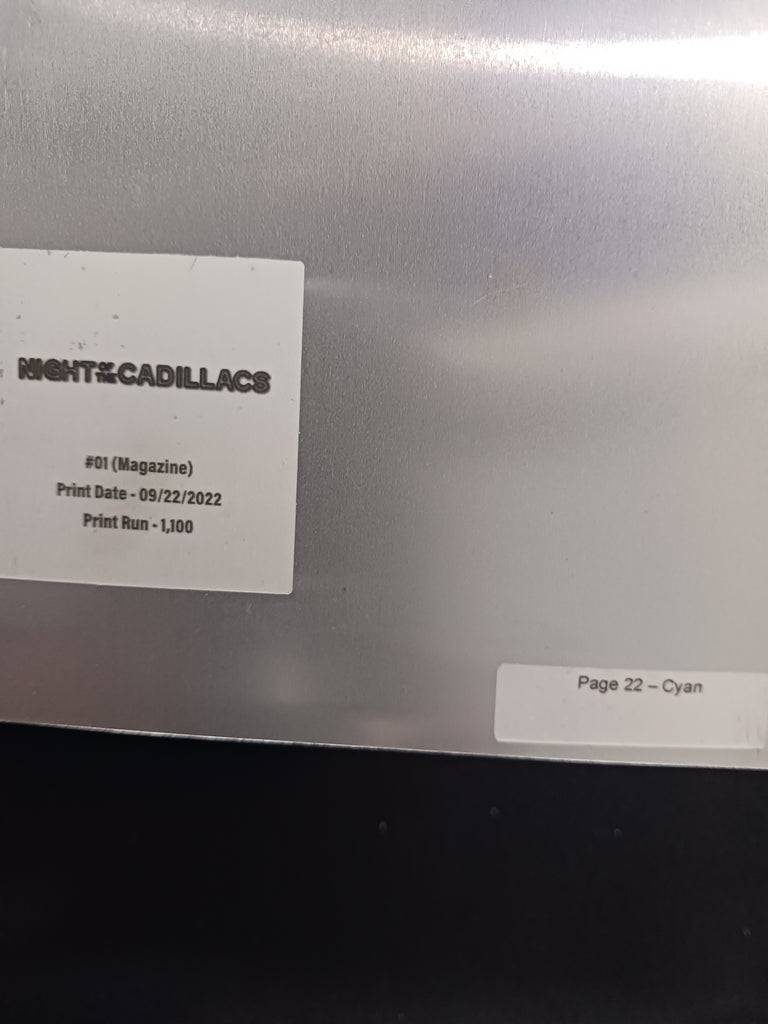 NIGHT OF THE CADILLACS
#01 (Magazine)
Print Date - 09/22/2022
Print Run - 1,100
Page 22 – Cyan